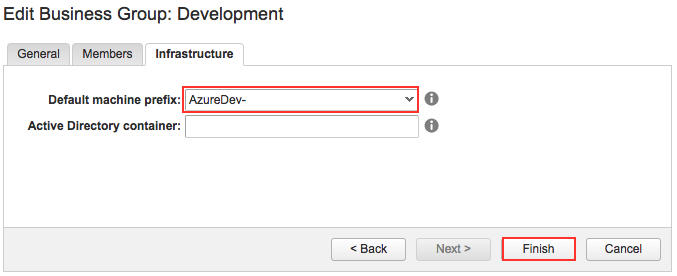 Edit Business Group: Development
General Members Infrastructure
Default machine prefix: AzureDev-
Active Directory container:
< Back Next > Finish Cancel